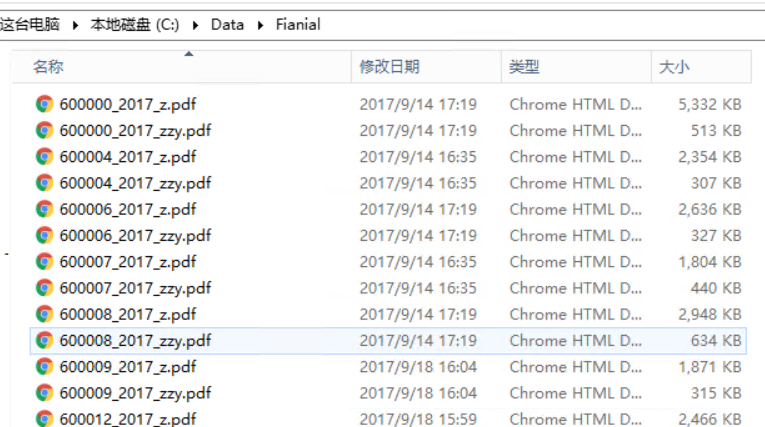 这台电脑 本地磁盘 (C:) Data Fianial
名称 修改日期 类型 大小
600000_2017_z.pdf 2017/9/14 17:19 Chrome HTML D... 5,332 KB
600000_2017_zzy.pdf 2017/9/14 17:19 Chrome HTML D... 513 KB
600004_2017_z.pdf 2017/9/14 16:35 Chrome HTML D... 2,354 KB
600004_2017_zzy.pdf 2017/9/14 16:35 Chrome HTML D... 307 KB
600006_2017_z.pdf 2017/9/14 17:19 Chrome HTML D... 2,636 KB
600006_2017_zzy.pdf 2017/9/14 17:19 Chrome HTML D... 327 KB
600007_2017_z.pdf 2017/9/14 16:35 Chrome HTML D... 1,804 KB
600007_2017_zzy.pdf 2017/9/14 16:35 Chrome HTML D... 440 KB
600008_2017_z.pdf 2017/9/14 17:19 Chrome HTML D... 2,948 KB
600008_2017_zzy.pdf 2017/9/14 17:19 Chrome HTML D... 634 KB
600009_2017_z.pdf 2017/9/18 16:04 Chrome HTML D... 1,871 KB
600009_2017_zzy.pdf 2017/9/18 16:04 Chrome HTML D... 315 KB
600012_2017_z.pdf 2017/9/18 15:59 Chrome HTML D... 2,466 KB